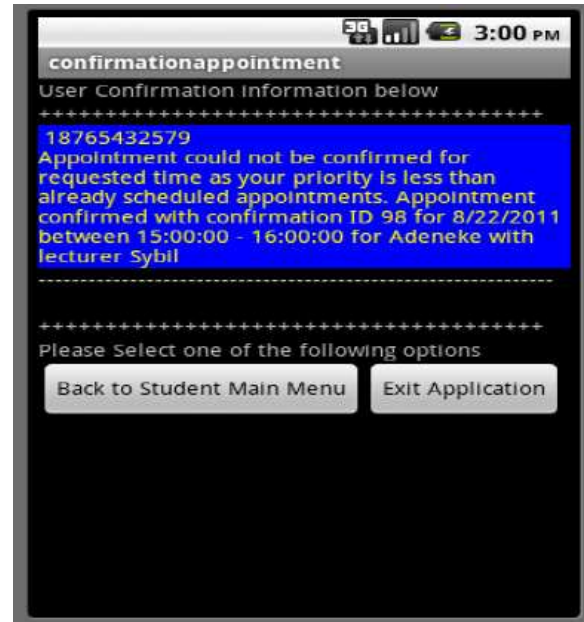 3G 3:00 PM
confirmationappointment
User Confirmation Information below
++++++++++++++++++++++++++++++++++++++
18765432579
Appointment could not be confirmed for
requested time as your priority is less than
already scheduled appointments. Appointment
confirmed with confirmation ID 98 for 8/22/2011
between 15:00:00 - 16:00:00 for Adeneke with
lecturer Sybil
--------------------------------------------------------------
++++++++++++++++++++++++++++++++++++++
Please Select one of the following options
Back to Student Main Menu Exit Application